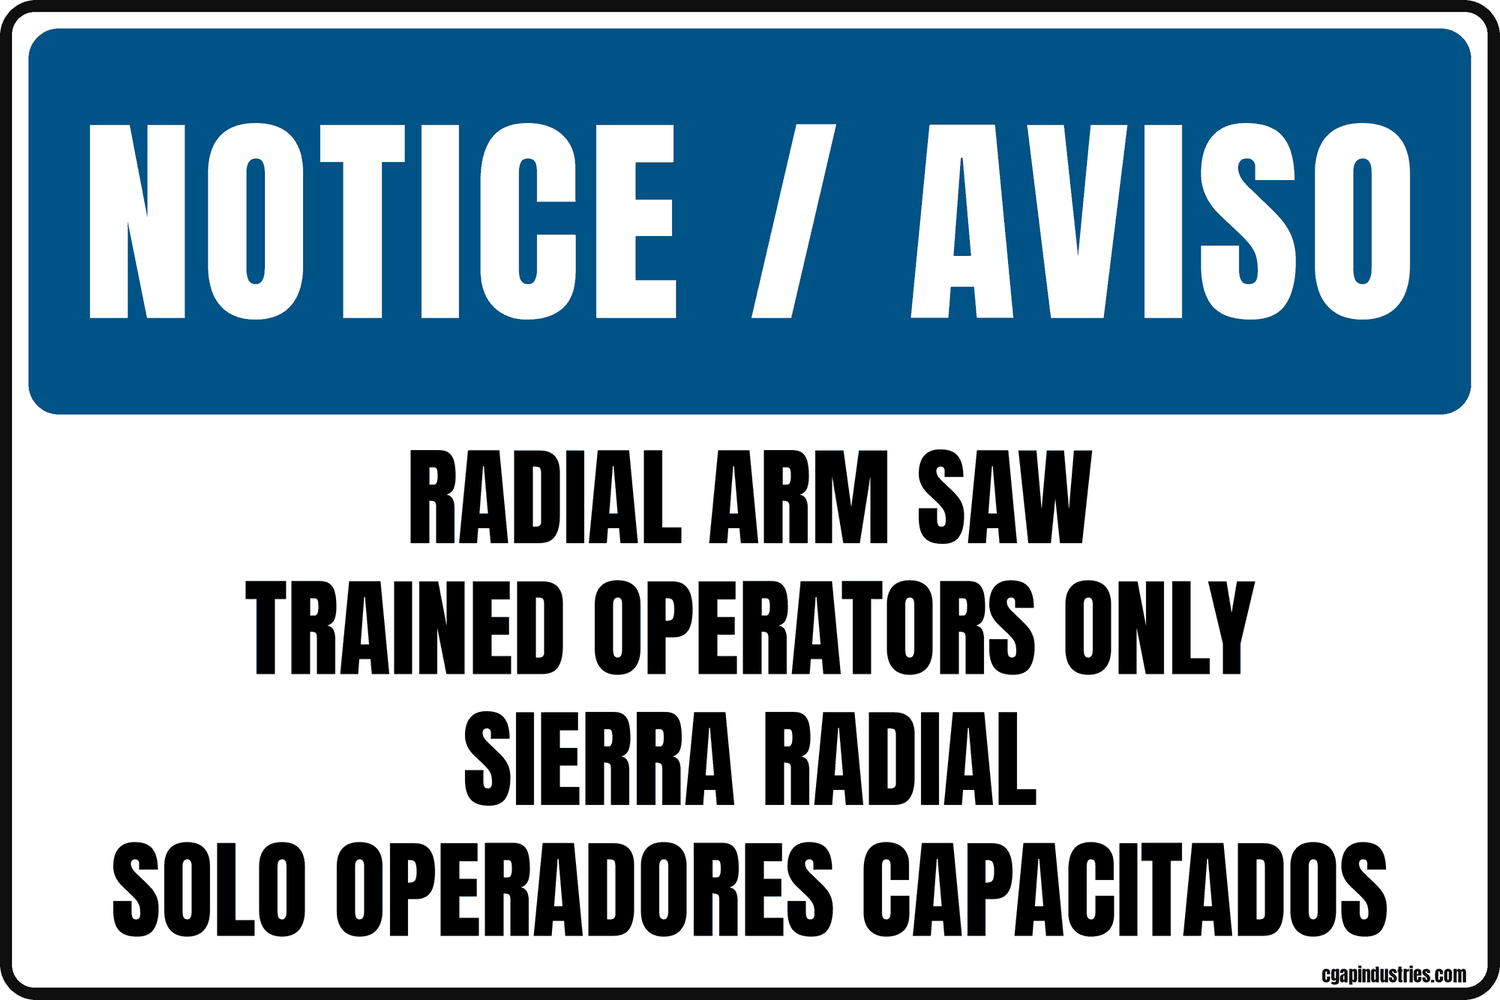 NOTICE / AVISO
RADIAL ARM SAW
TRAINED OPERATORS ONLY
SIERRA RADIAL
SOLO OPERADORES CAPACITADOS
cgapindustries.com